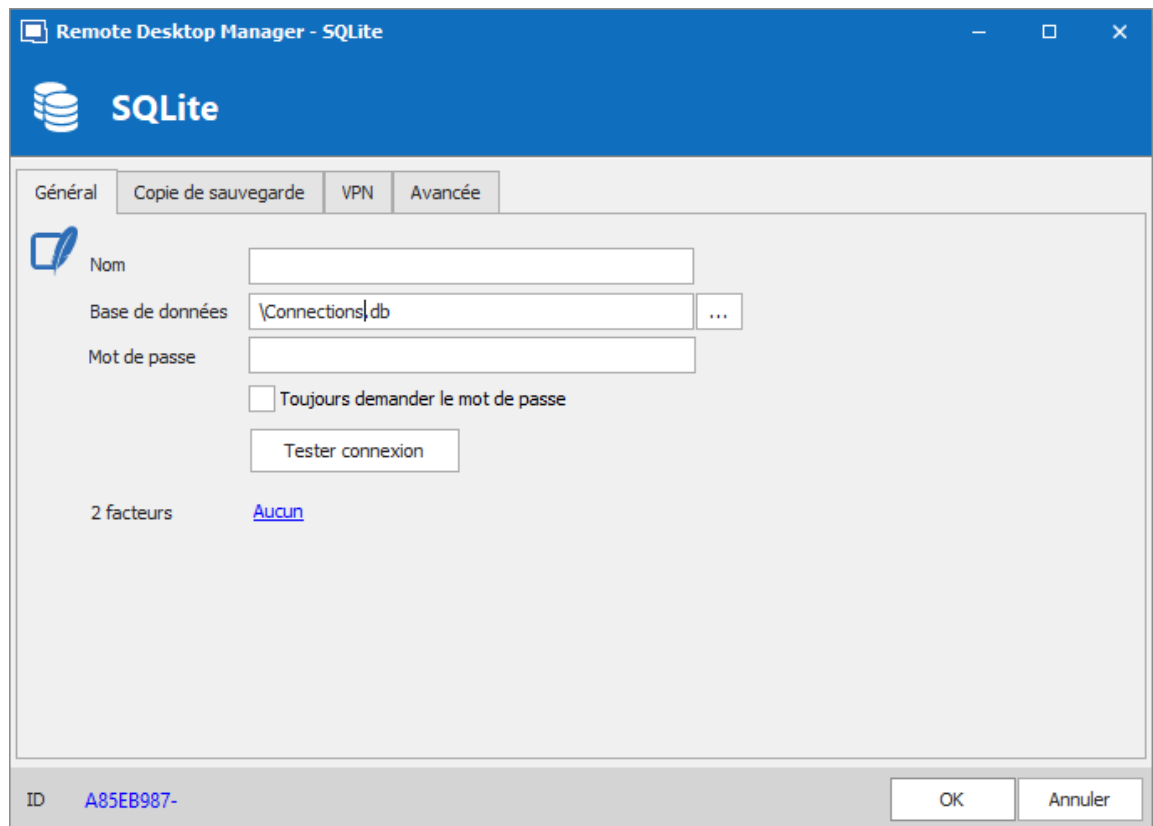 Remote Desktop Manager - SQLite
SQLite
Général Copie de sauvegarde VPN Avancée
Nom
Base de données \Connections.db ...
Mot de passe
Toujours demander le mot de passe
Tester connexion
2 facteurs Aucun
ID A85EB987- OK Annuler